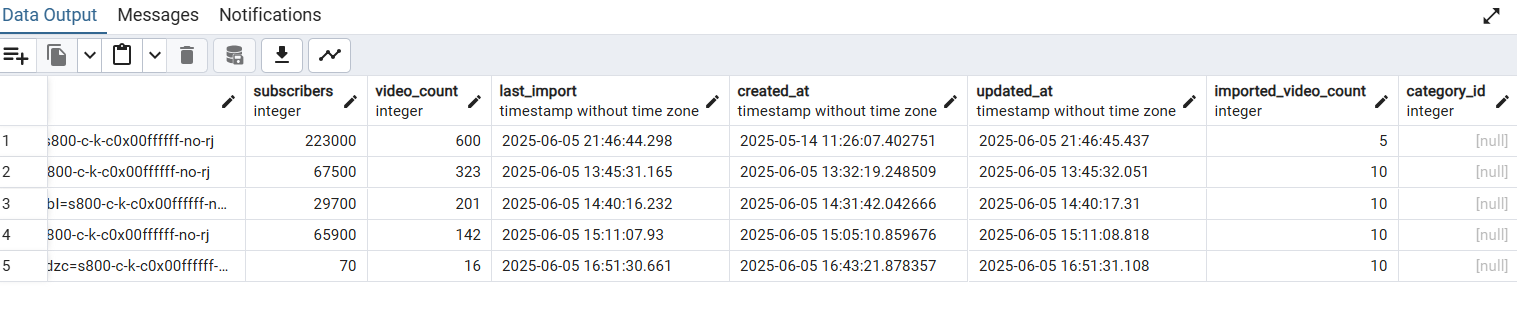 Data Output Messages Notifications
subscribers video_count last_import created_at updated_at imported_video_count category_id
integer integer timestamp without time zone timestamp without time zone timestamp without time zone integer integer
1 s800-c-k-c0x00ffffff-no-rj 223000 600 2025-06-05 21:46:44.298 2025-05-14 11:26:07.402751 2025-06-05 21:46:45.437 5 [null]
2 800-c-k-c0x00ffffff-no-rj 67500 323 2025-06-05 13:45:31.165 2025-06-05 13:32:19.248509 2025-06-05 13:45:32.051 10 [null]
3 bI=s800-c-k-c0x00ffffff-n... 29700 201 2025-06-05 14:40:16.232 2025-06-05 14:31:42.042666 2025-06-05 14:40:17.31 10 [null]
4 800-c-k-c0x00ffffff-no-rj 65900 142 2025-06-05 15:11:07.93 2025-06-05 15:05:10.859676 2025-06-05 15:11:08.818 10 [null]
5 dzc=s800-c-k-c0x00ffffff-... 70 16 2025-06-05 16:51:30.661 2025-06-05 16:43:21.878357 2025-06-05 16:51:31.108 10 [null]